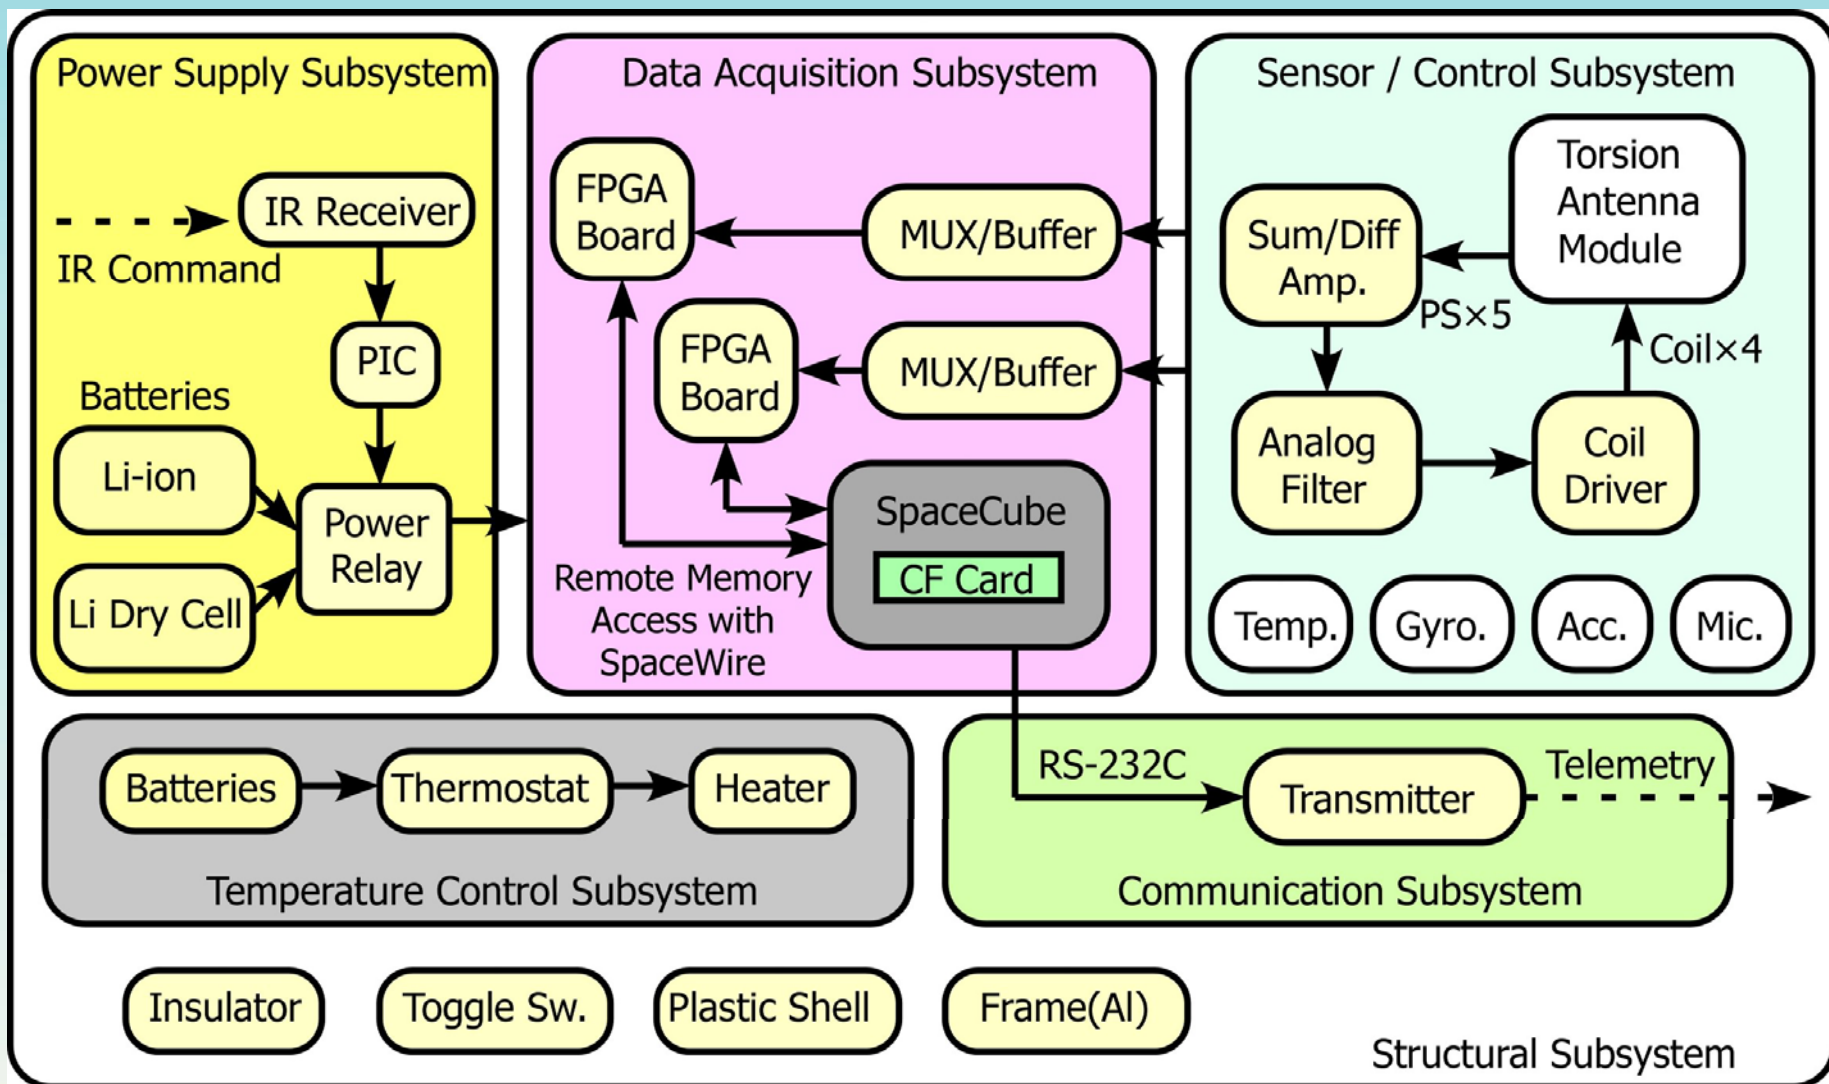 Power Supply Subsystem
IR Receiver
IR Command
PIC
Batteries
Li-ion
Power
Relay
Li Dry Cell
Data Acquisition Subsystem
FPGA
Board
MUX/Buffer
FPGA
Board
MUX/Buffer
SpaceCube
CF Card
Remote Memory
Access with
SpaceWire
Sensor / Control Subsystem
Torsion
Antenna
Module
Sum/Diff
Amp.
PS×5
Coil×4
Analog
Filter
Coil
Driver
Temp.
Gyro.
Acc.
Mic.
Batteries
Thermostat
Heater
Temperature Control Subsystem
RS-232C
Transmitter
Telemetry
Communication Subsystem
Insulator
Toggle Sw.
Plastic Shell
Frame(Al)
Structural Subsystem